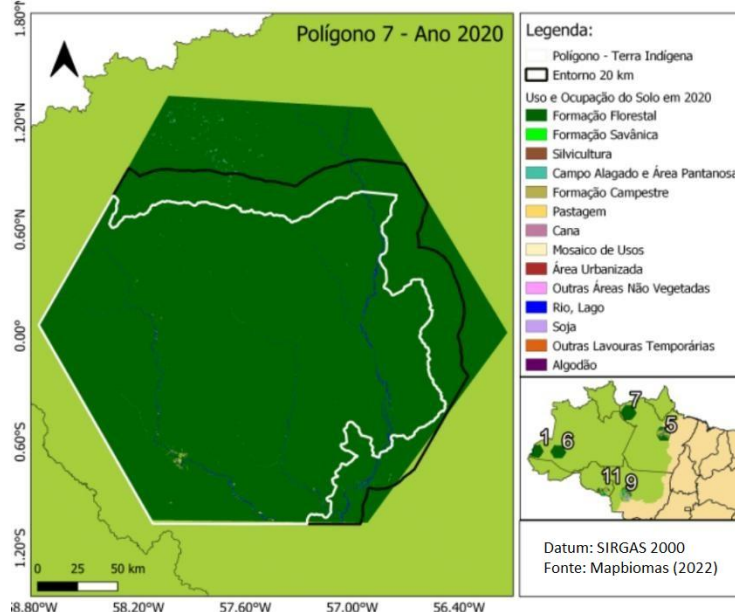 Polígono 7 - Ano 2020
1.80°N
1.20°N
0.60°N
0.00°
0.60°S
1.20°S
0 25 50 km
8.80°W 58.20°W 57.60°W 57.00°W 56.40°W
Legenda:
Polígono - Terra Indígena
Entorno 20 km
Uso e Ocupação do Solo em 2020
Formação Florestal
Formação Savânica
Silvicultura
Campo Alagado e Área Pantanosa
Formação Campestre
Pastagem
Cana
Mosaico de Usos
Área Urbanizada
Outras Áreas Não Vegetadas
Rio, Lago
Soja
Outras Lavouras Temporárias
Algodão
7
5
1 6
11 9
Datum: SIRGAS 2000
Fonte: Mapbiomas (2022)